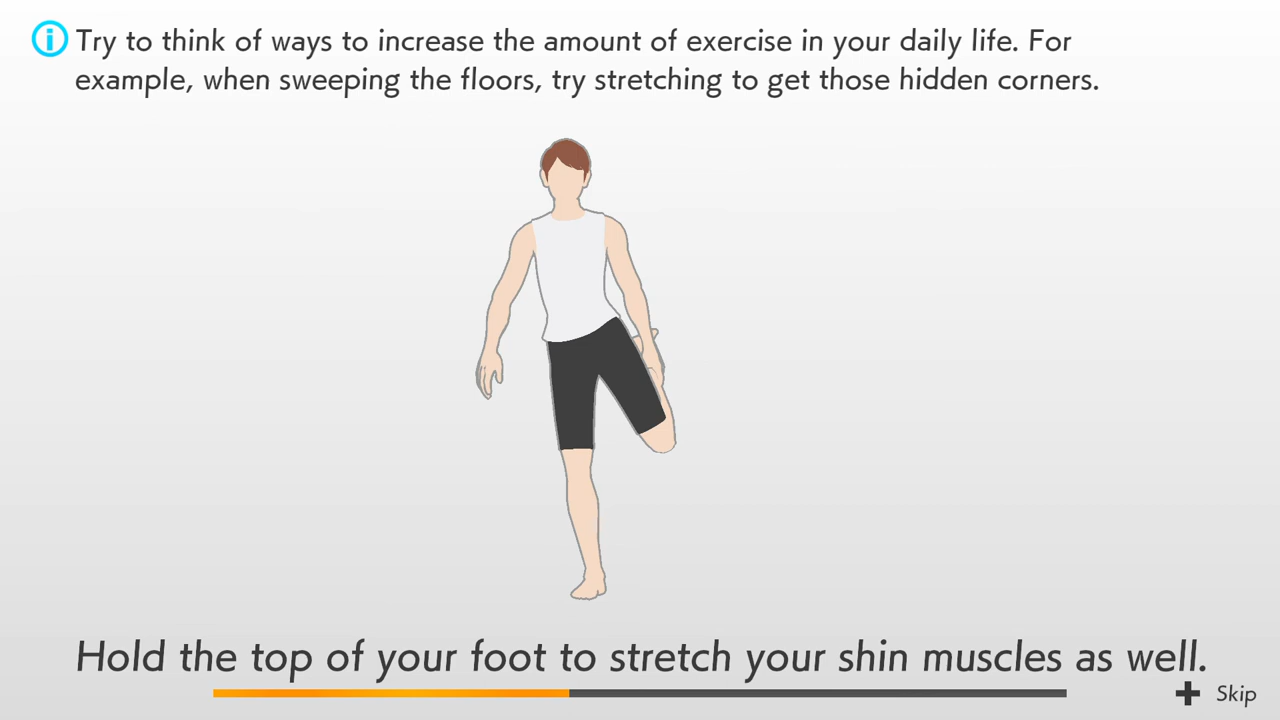 Try to think of ways to increase the amount of exercise in your daily life. For
example, when sweeping the floors, try stretching to get those hidden corners.
Hold the top of your foot to stretch your shin muscles as well.
Skip